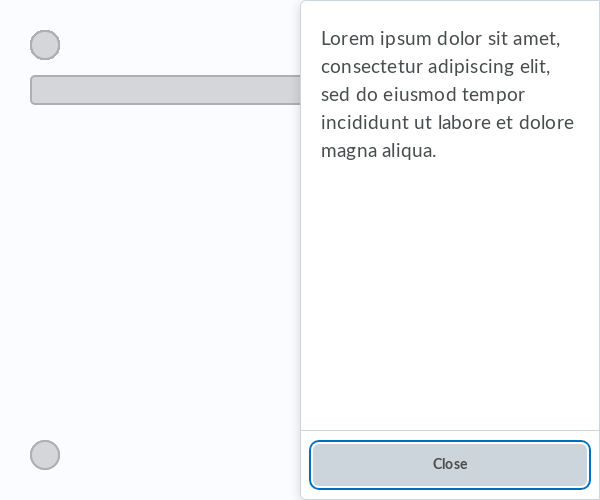 Lorem ipsum dolor sit amet,
consectetur adipiscing elit,
sed do eiusmod tempor
incididunt ut labore et dolore
magna aliqua.
Close